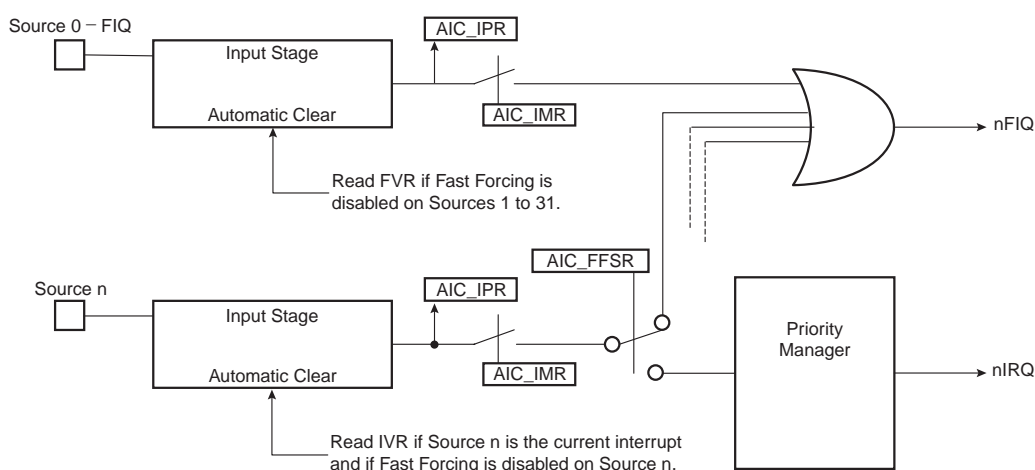 Source 0 – FIQ
AIC_IPR
Input Stage
Automatic Clear
AIC_IMR
nFIQ
Read FVR if Fast Forcing is
disabled on Sources 1 to 31.
AIC_FFSR
Source n
AIC_IPR
Input Stage
Priority
Manager
Automatic Clear
AIC_IMR
nIRQ
Read IVR if Source n is the current interrupt
and if Fast Forcing is disabled on Source n.